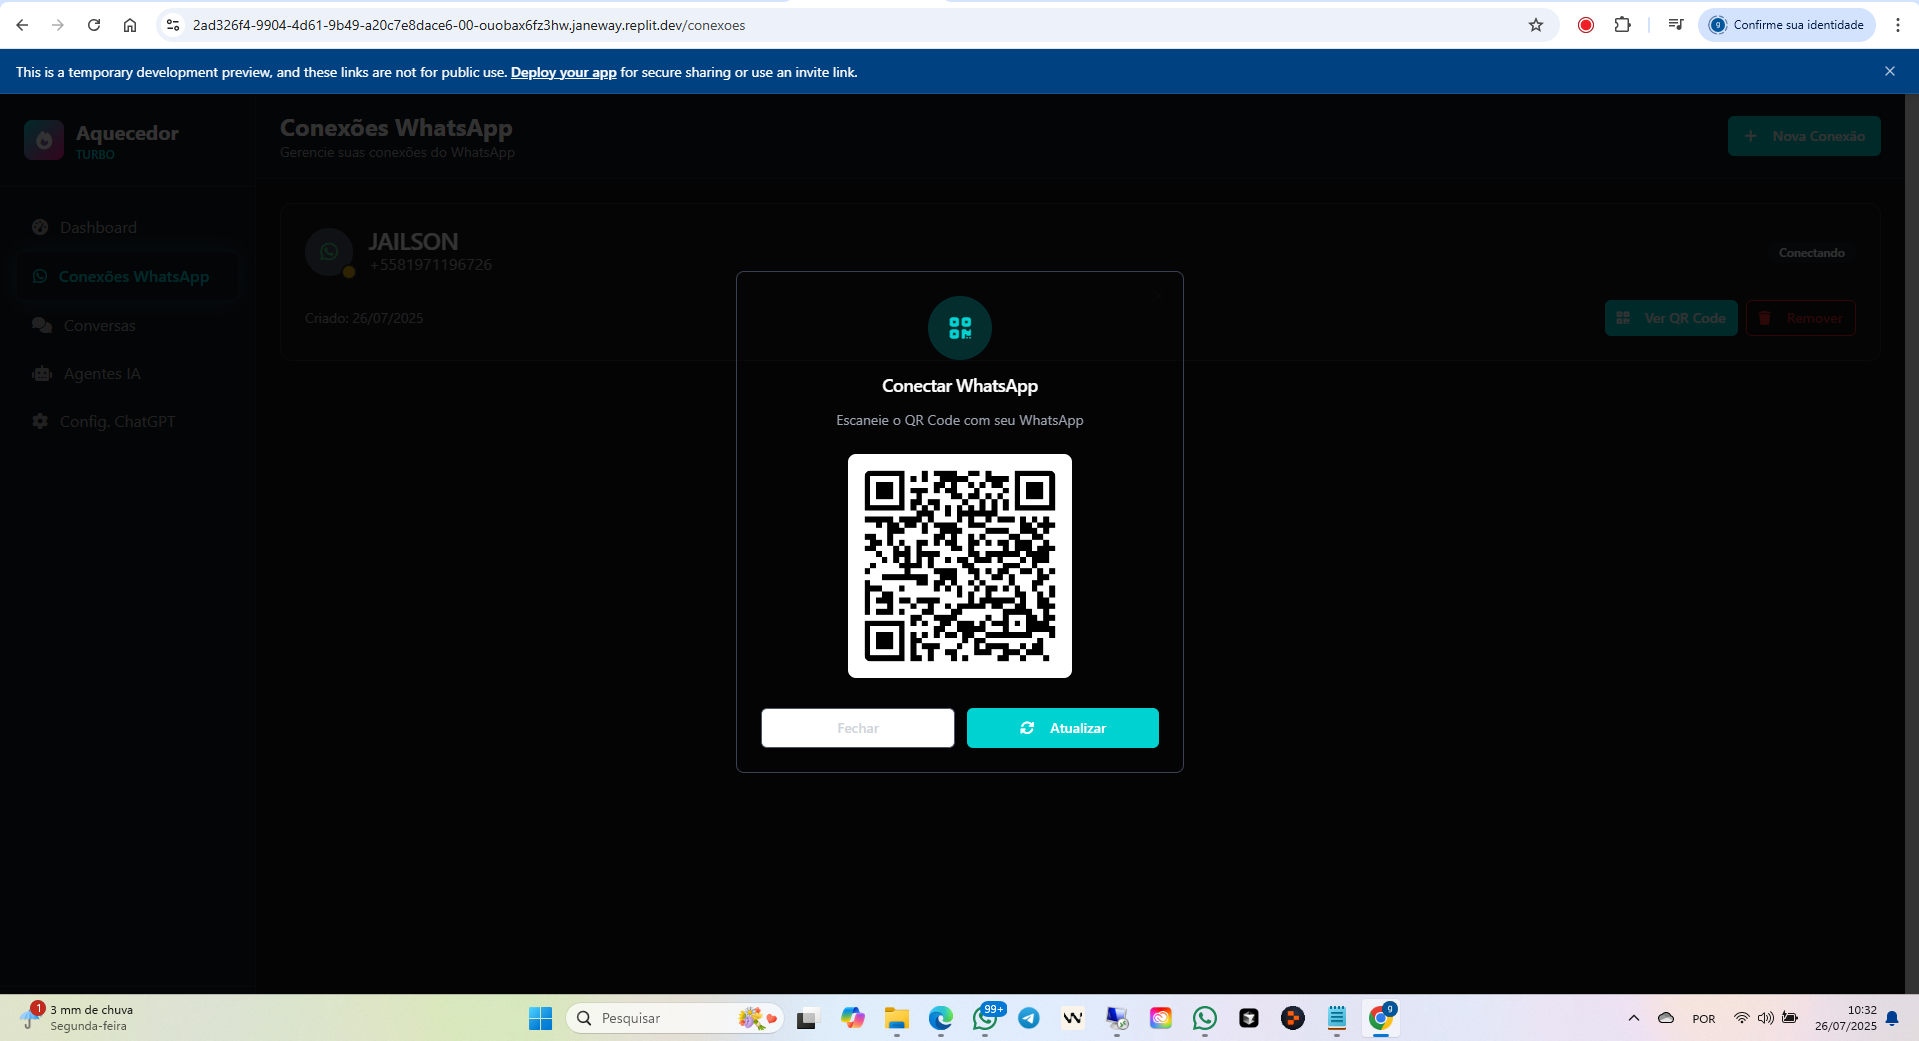 2ad326f4-9904-4d61-9b49-a20c7e8dace6-00-ouobax6fz3hw.janeway.replit.dev/conexoes
g
Confirme sua identidade
This is a temporary development preview, and these links are not for public use. Deploy your app for secure sharing or use an invite link.
Aquecedor
TURBO
Conexões WhatsApp
Gerencie suas conexões do WhatsApp
+ Nova Conexão
Dashboard
Conexões WhatsApp
Conversas
Agentes IA
Config. ChatGPT
JAILSON
+5581971196726
Conectando
Criado: 26/07/2025
Ver QR Code
Remover
Conectar WhatsApp
Escaneie o QR Code com seu WhatsApp
Fechar
Atualizar
1
3 mm de chuva
Segunda-feira
Pesquisar
99+
g
POR
10:32
26/07/2025